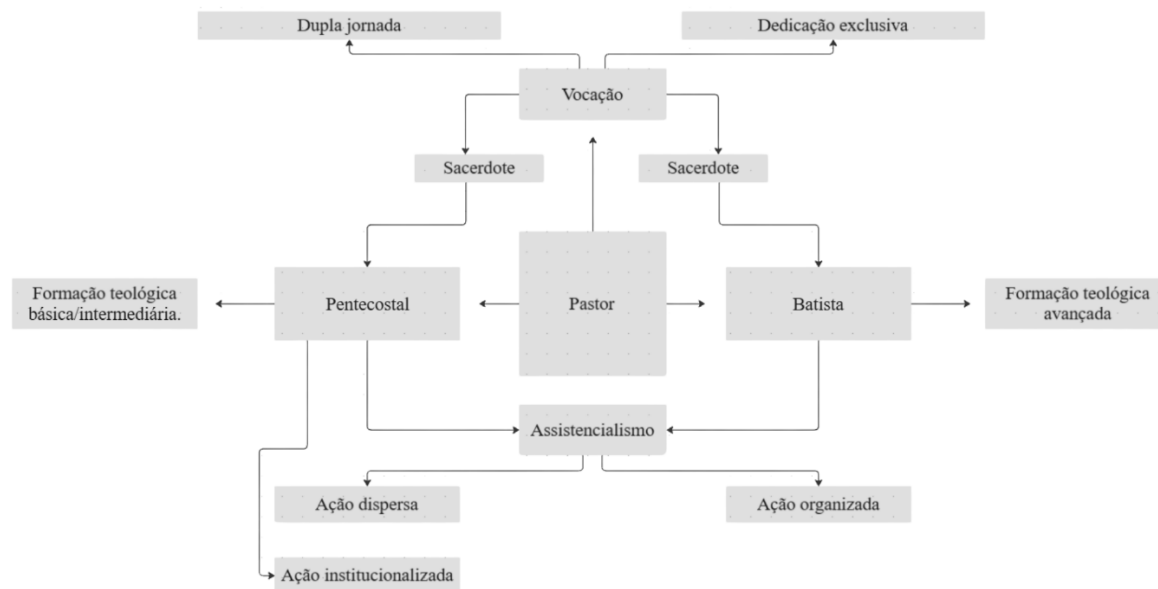 Dupla jornada
Dedicação exclusiva
Vocação
Sacerdote
Sacerdote
Formação teológica
básica/intermediária.
Pentecostal
Pastor
Batista
Formação teológica
avançada
Assistencialismo
Ação dispersa
Ação organizada
Ação institucionalizada